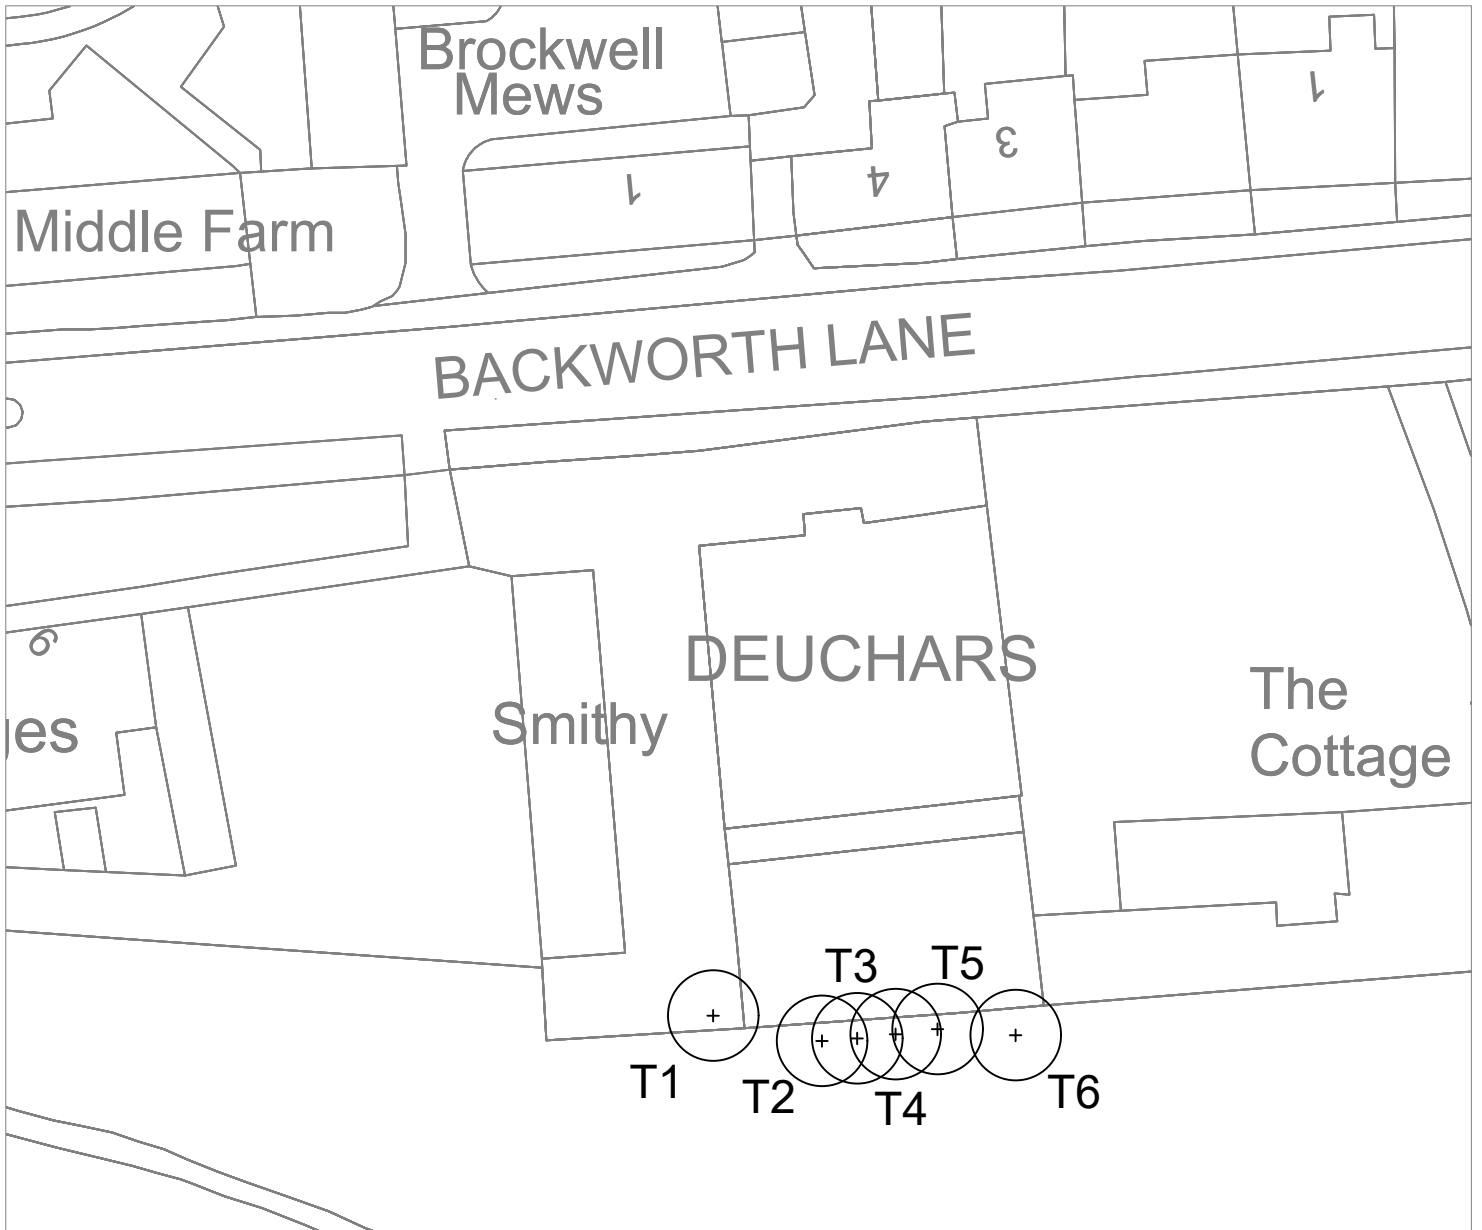 Brockwell
Mews
1
3
4
1
Middle Farm
BACKWORTH LANE
6
DEUCHARS
The
Smithy
ges
Cottage
T3
T5
T1
T2
T4
T6